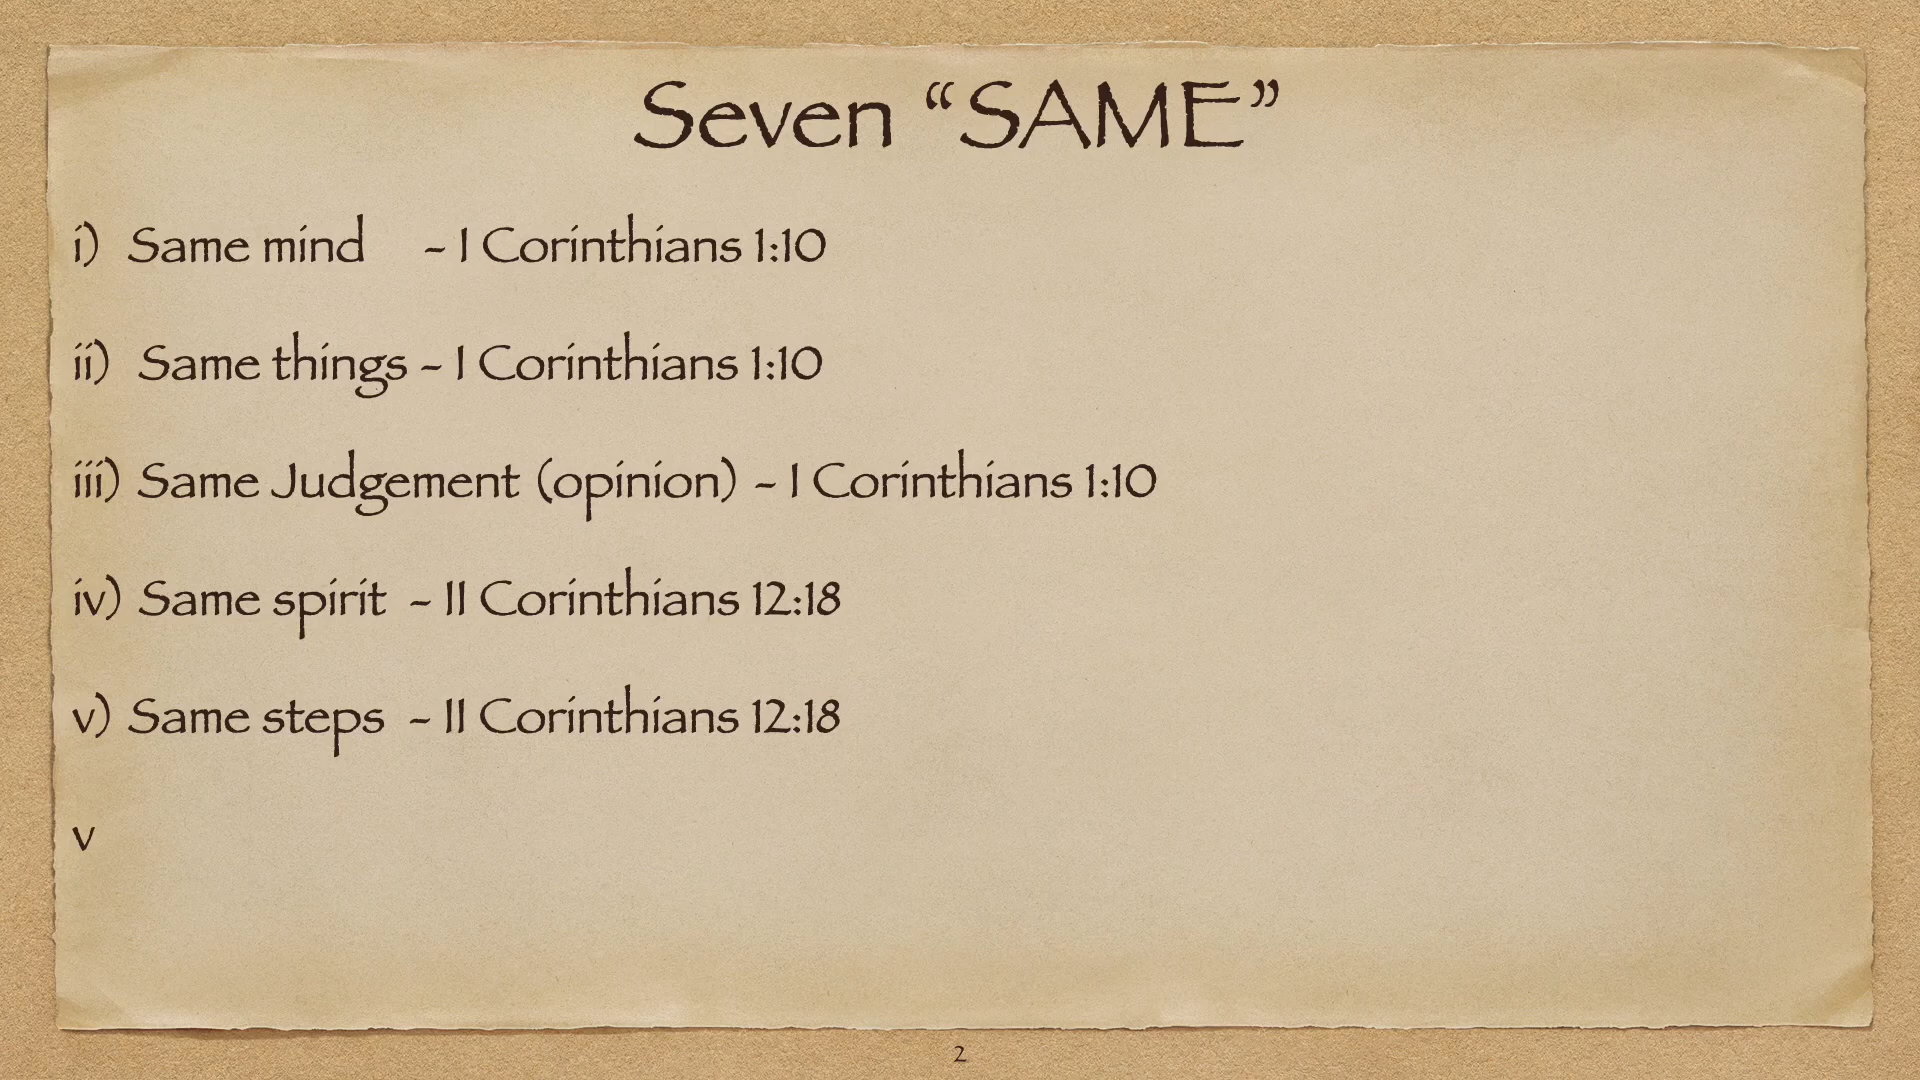 Seven “SAME”
i) Same mind - I Corinthians 1:10
ii) Same things - I Corinthians 1:10
iii) Same Judgement (opinion) - I Corinthians 1:10
iv) Same spirit - II Corinthians 12:18
v) Same steps - II Corinthians 12:18
v
2